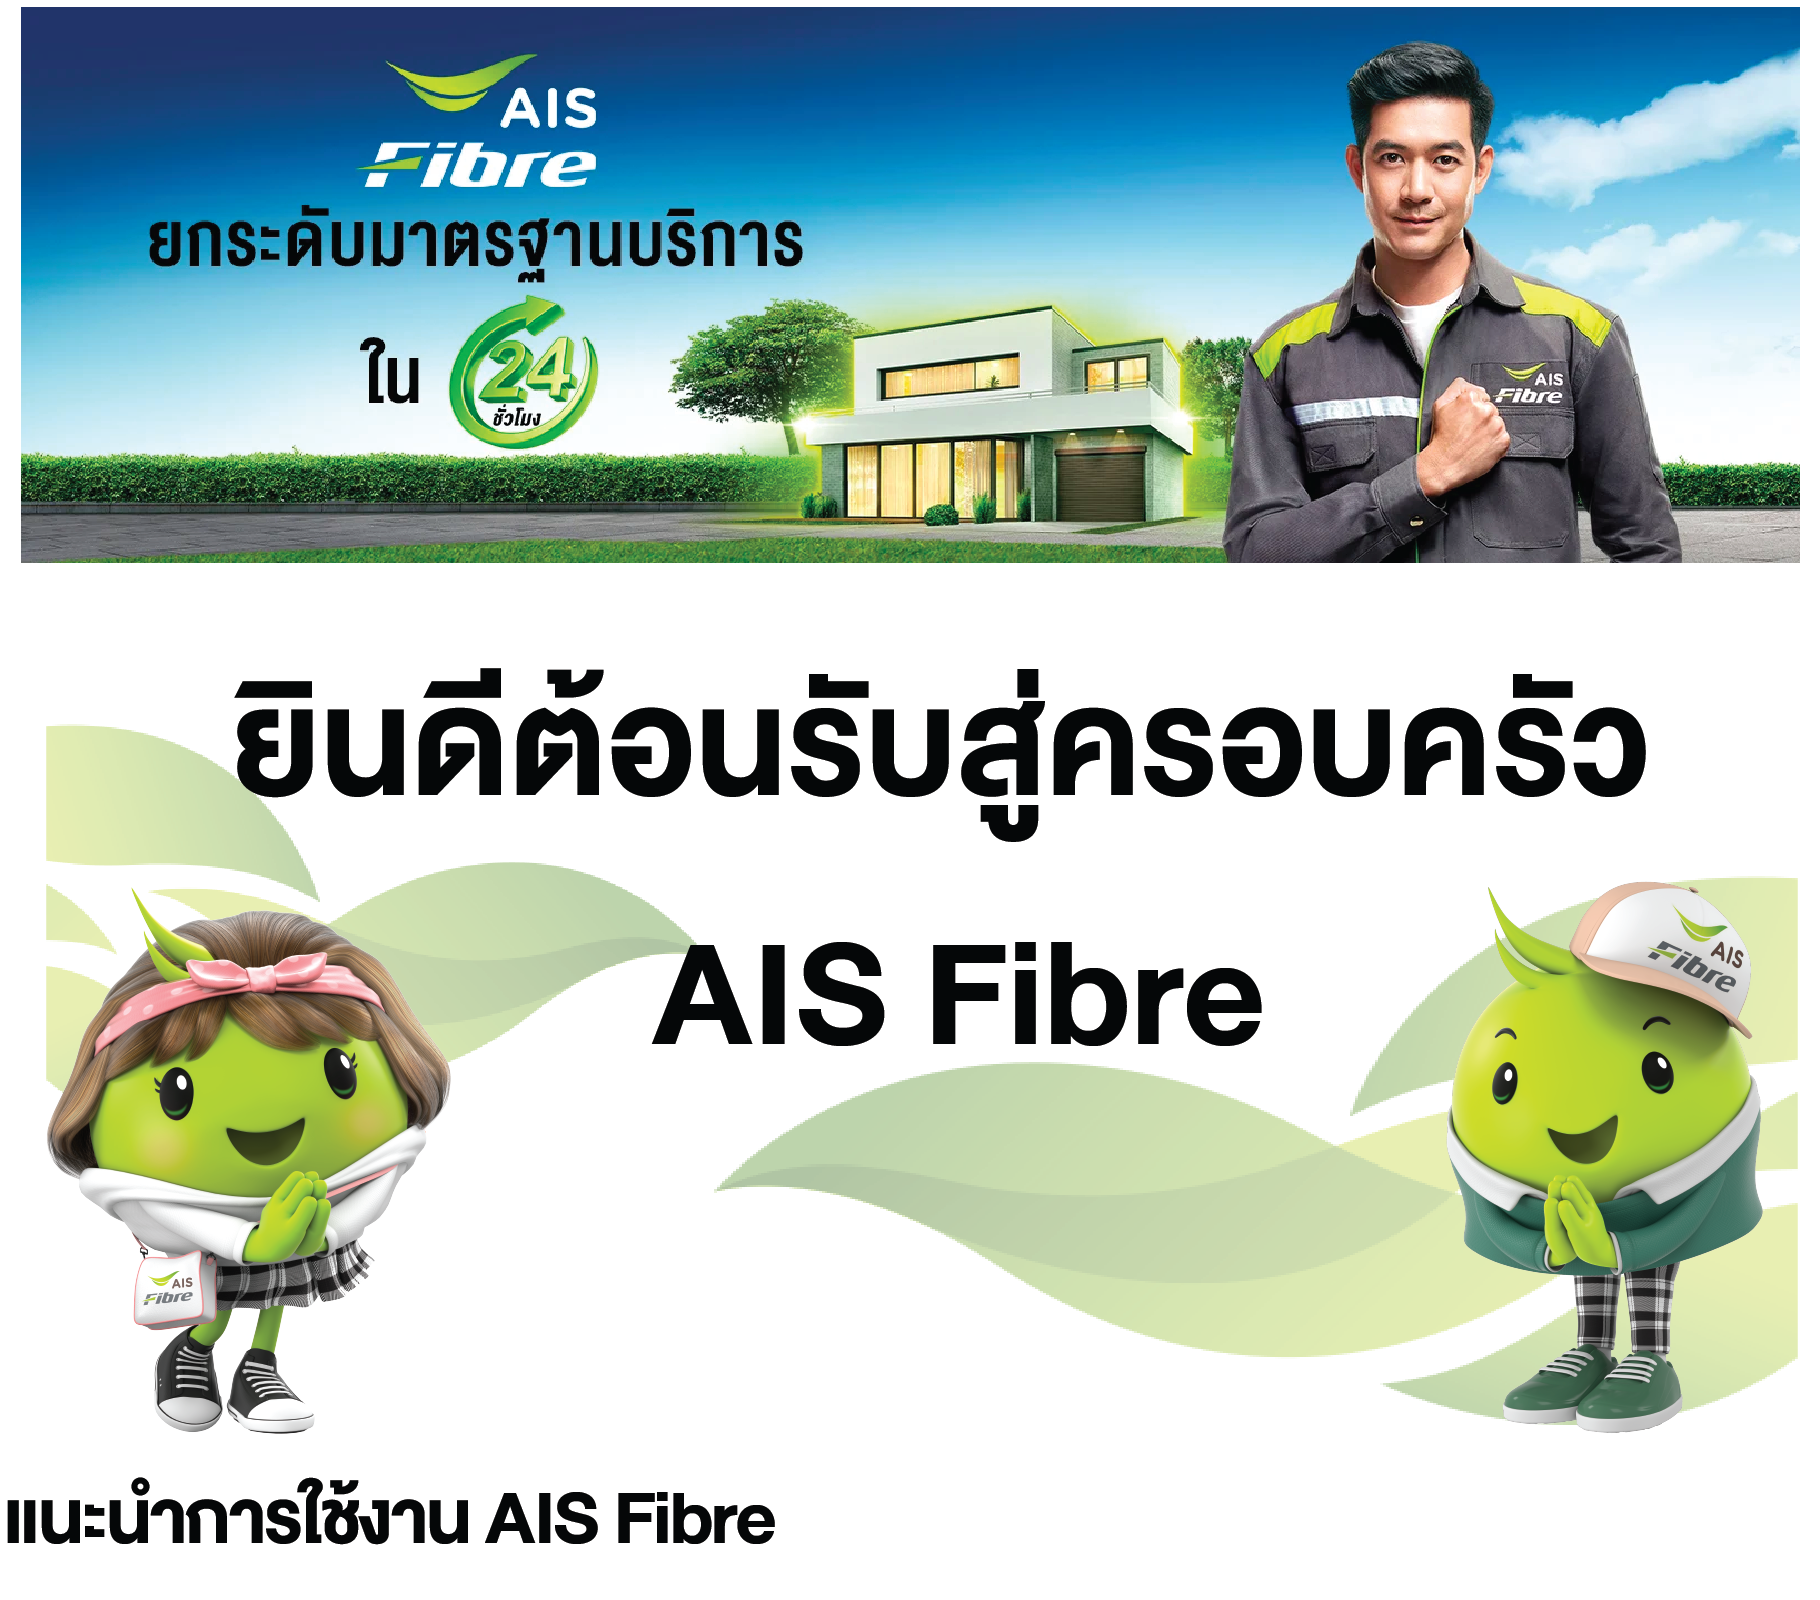 AIS
Fibre
ยกระดับมาตรฐานบริการ
ใน 24
ชั่วโมง
AIS
Fibre
ยินดีต้อนรับสู่ครอบครัว
AIS Fibre
AIS
Fibre
AIS
Fibre
แนะนำการใช้งาน AIS Fibre